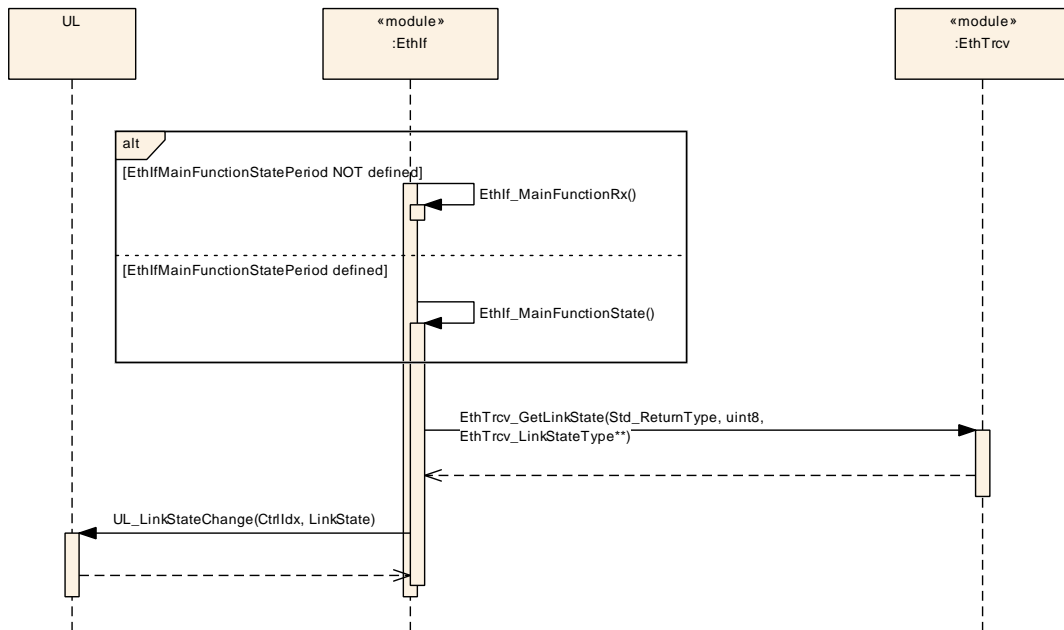 UL
«module»
:EthIf
«module»
:EthTrcv
alt
[EthIfMainFunctionStatePeriod NOT defined]
EthIf_MainFunctionRx()
[EthIfMainFunctionStatePeriod defined]
EthIf_MainFunctionState()
EthTrcv_GetLinkState(Std_ReturnType, uint8,
EthTrcv_LinkStateType**)
UL_LinkStateChange(CtrlIdx, LinkState)